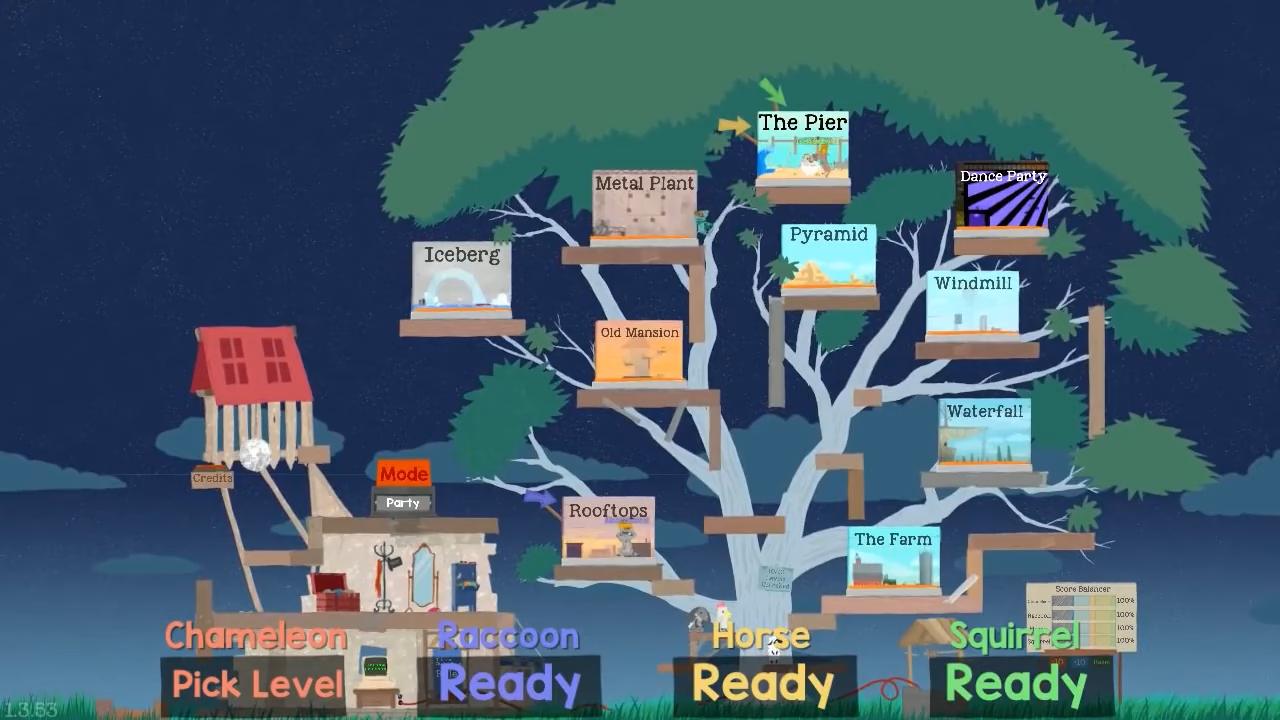 The Pier
Metal Plant
Dance Party
Pyramid
Iceberg
Windmill
Old Mansion
Waterfall
Credits
Mode
Party
Rooftops
The Farm
Score Balancer
100%
100%
100%
100%
Chameleon
Raccoon
Horse
Squirrel
Pick Level
Ready
Ready
Ready
1.3.53